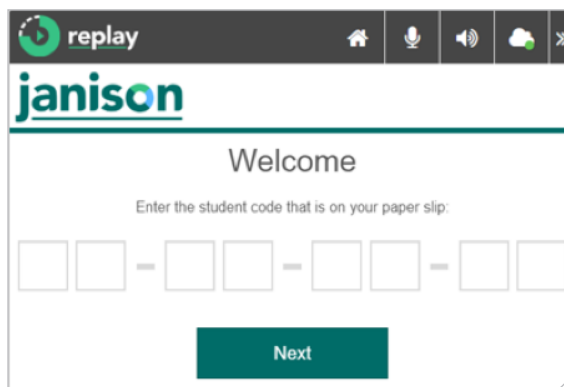 replay
janison
Welcome
Enter the student code that is on your paper slip:
Next